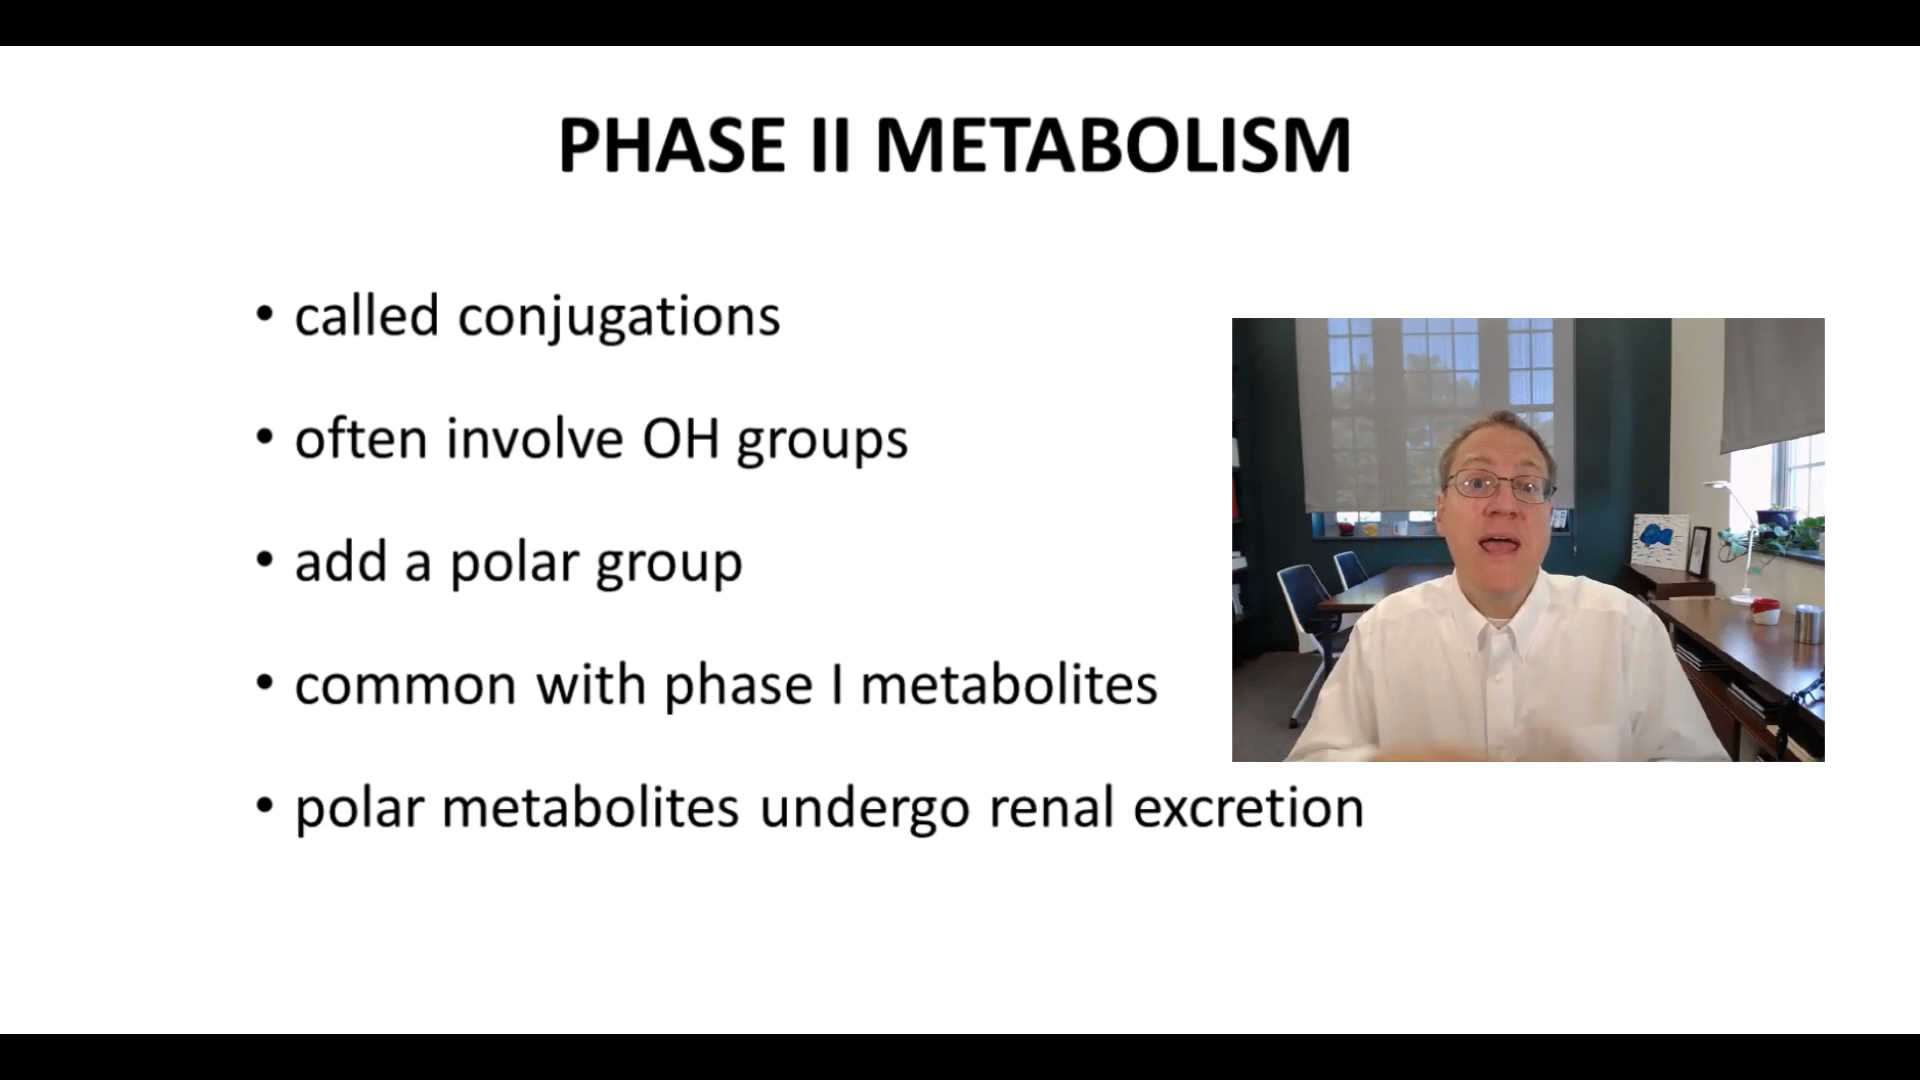 PHASE II METABOLISM
• called conjugations
• often involve OH groups
• add a polar group
• common with phase I metabolites
• polar metabolites undergo renal excretion